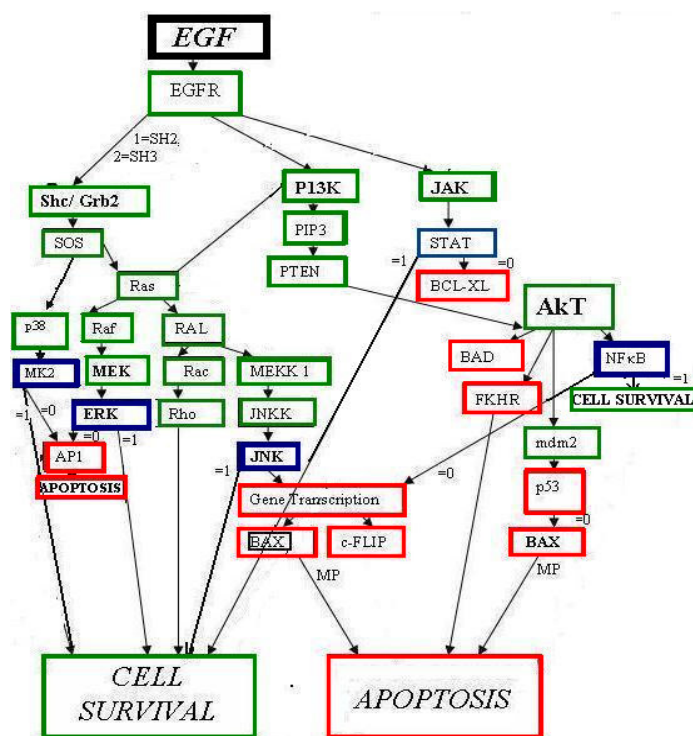 EGF
EGFR
1=SH2,
2=SH3
Shc/ Grb2
P13K
JAK
SOS
PIP3
STAT
=1
=0
PTEN
BCL-XL
Ras
AkT
p38
Raf
RAL
BAD
NFκB
MK2
MEK
Rac
MEKK 1
FKHR
=1
CELL SURVIVAL
=1
=0
ERK
Rho
JNKK
mdm2
=0
=1
AP1
=1
JNK
=0
p53
APOPTOSIS
Gene Transcription
=0
BAX
c-FLIP
BAX
MP
MP
CELL
SURVIVAL
APOPTOSIS